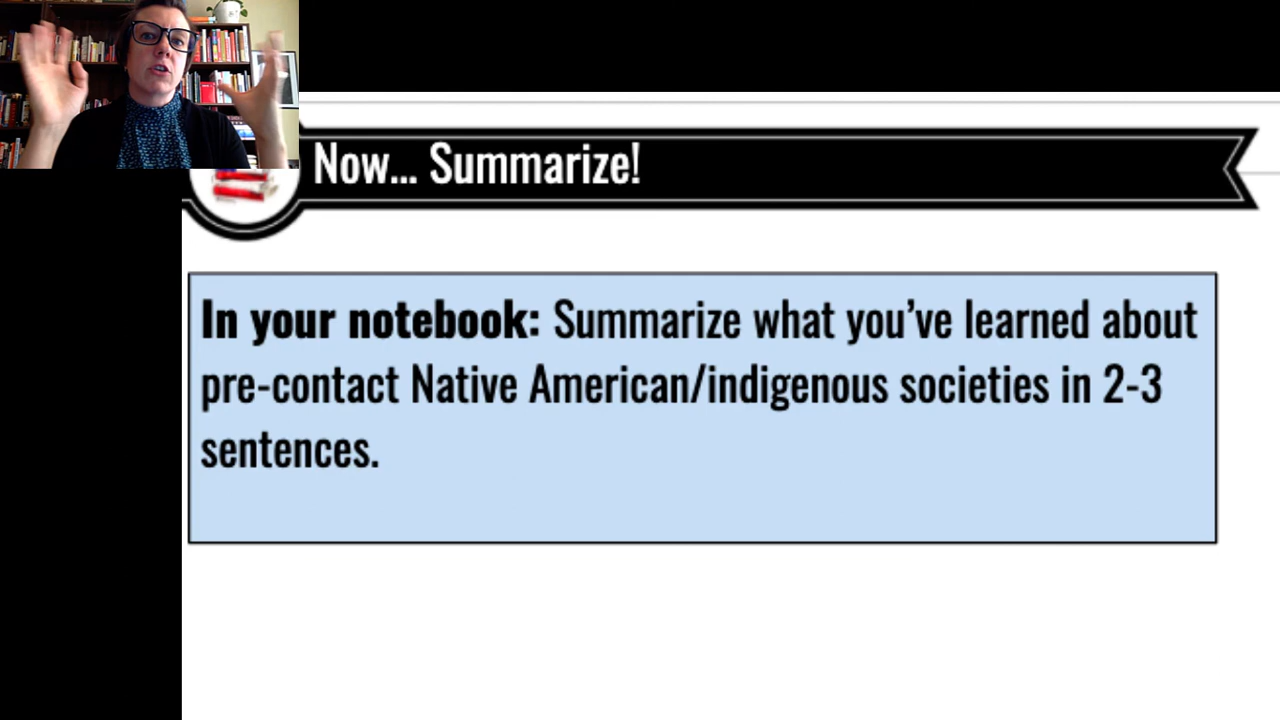 Now... Summarize!
In your notebook: Summarize what you've learned about
pre-contact Native American/indigenous societies in 2-3
sentences.